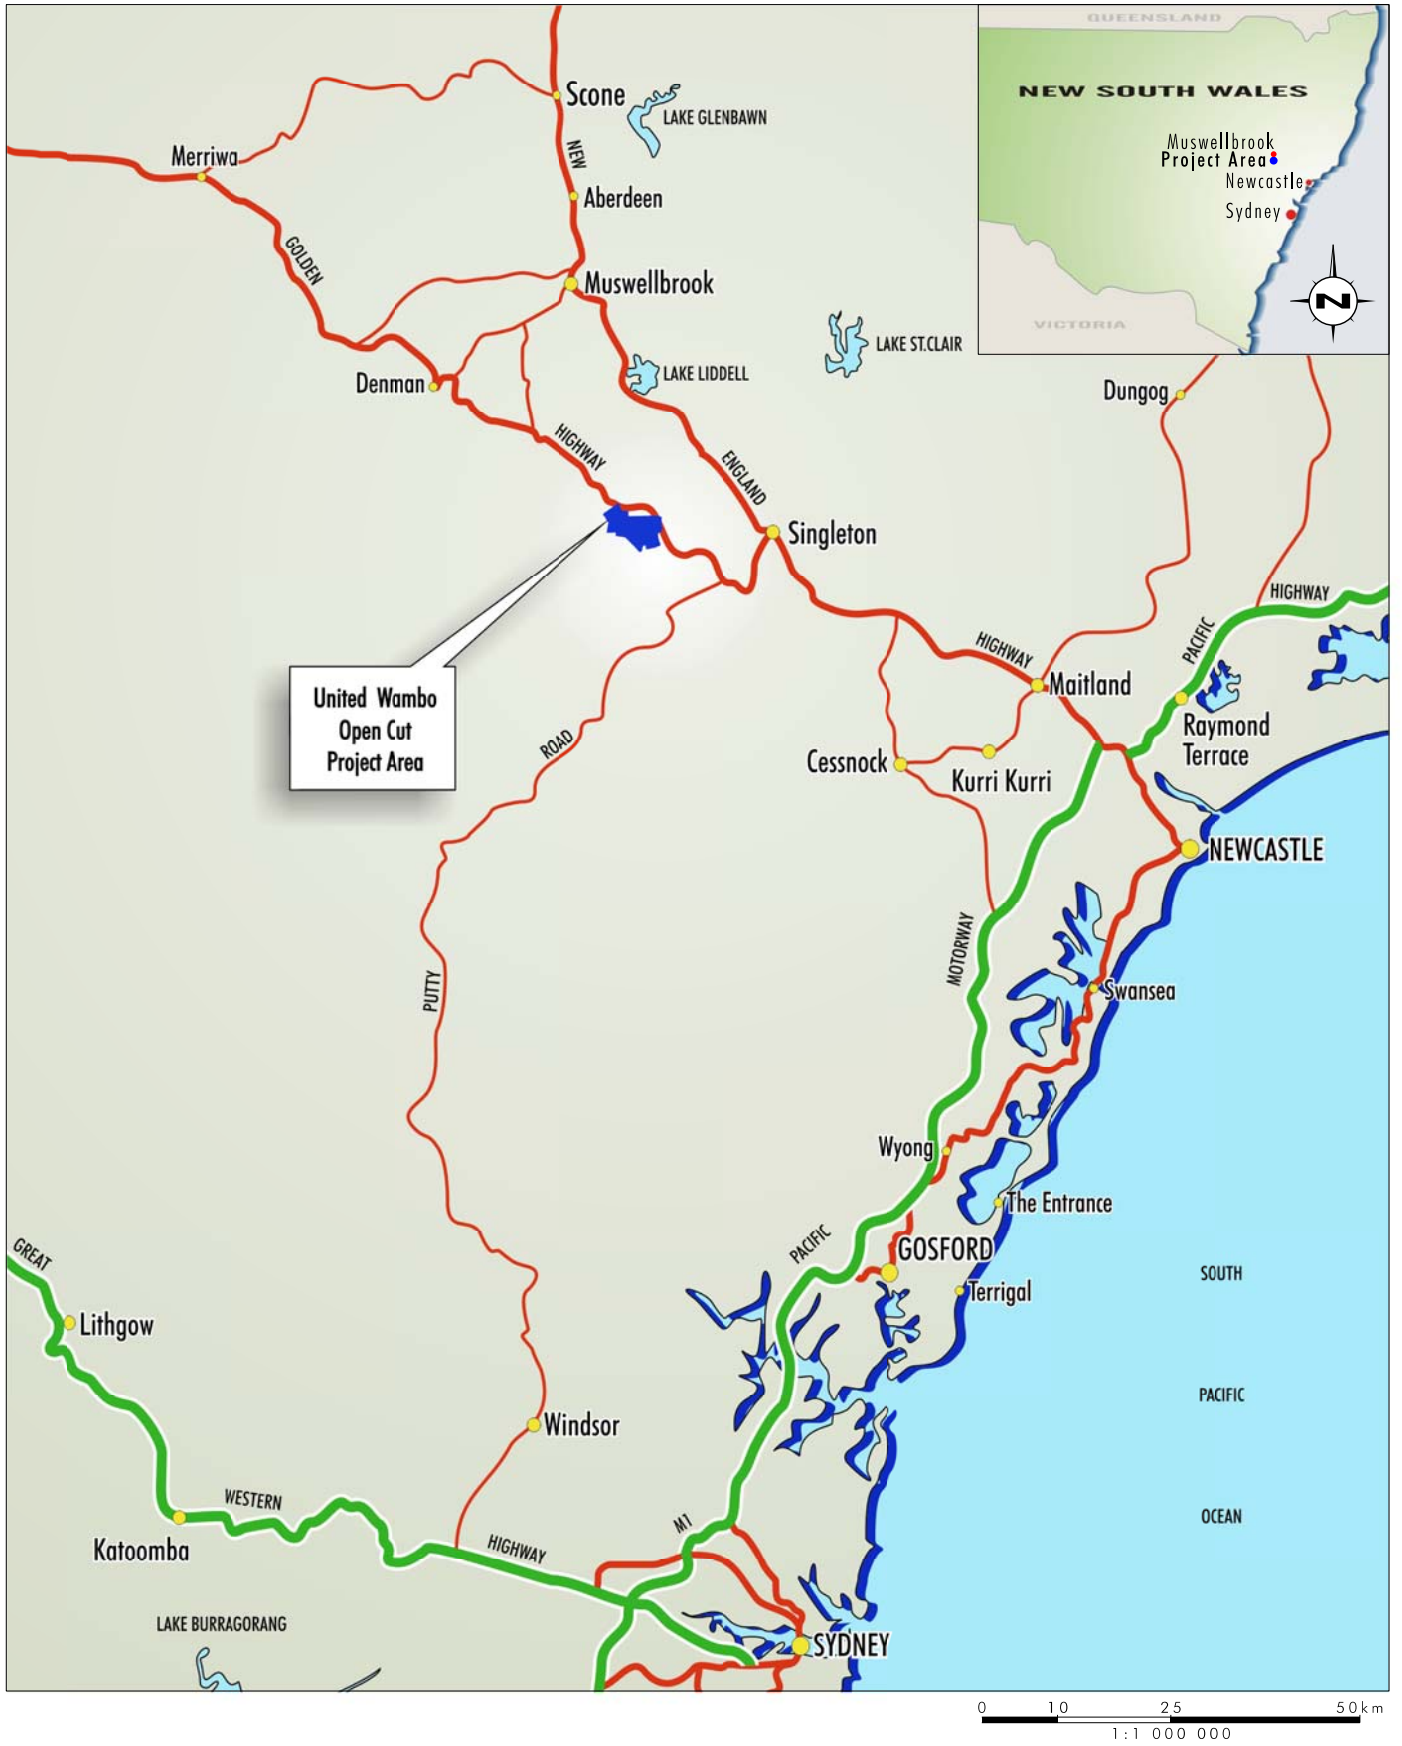 QUEENSLAND
NEW SOUTH WALES
Muswellbrook
Project Area
Newcastle
Sydney
VICTORIA
N
Scone
LAKE GLENBAWN
NEW
Merriwa
Aberdeen
GOLDEN
Muswellbrook
LAKE ST.CLAIR
LAKE LIDDELL
Denman
Dungog
HIGHWAY
ENGLAND
Singleton
HIGHWAY
PACIFIC
HIGHWAY
Maitland
United Wambo
Open Cut
Project Area
Raymond
Terrace
ROAD
Cessnock
Kurri Kurri
NEWCASTLE
MOTORWAY
PUTTY
Swansea
Wyong
The Entrance
PACIFIC
GOSFORD
GREAT
SOUTH
Terrigal
Lithgow
PACIFIC
Windsor
WESTERN
OCEAN
M1
Katoomba
HIGHWAY
LAKE BURRAGORANG
SYDNEY
0 10 25 50km
1:1 000 000